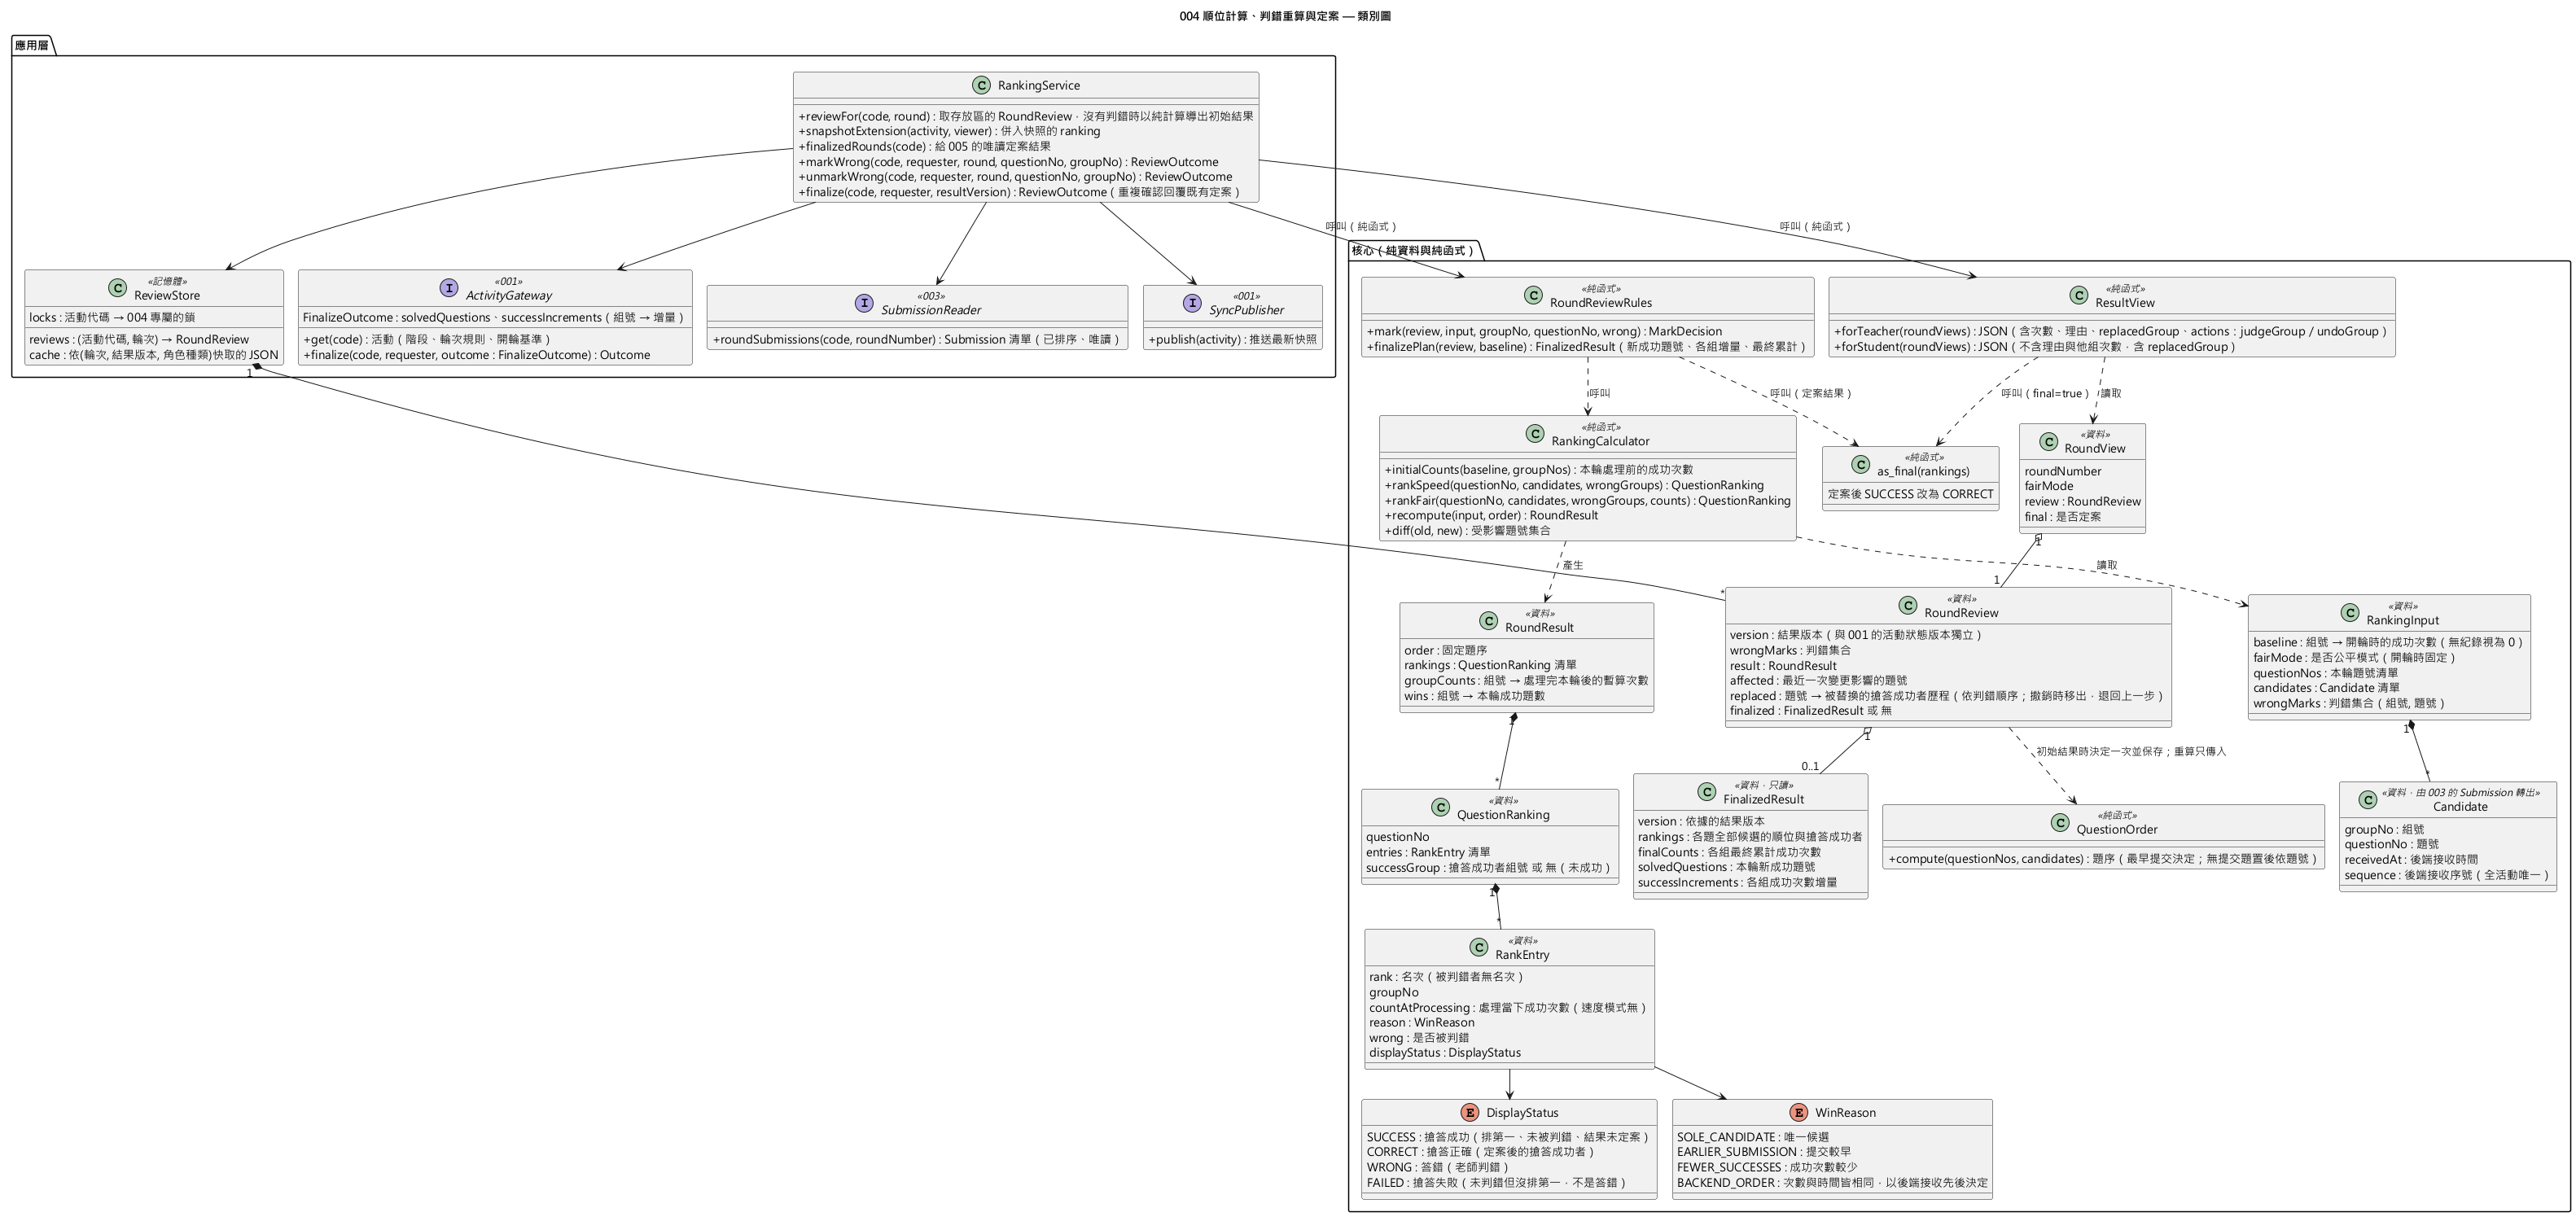 004 順位計算、判錯重算與定案 — 類別圖
應用層
RankingService
+reviewFor(code, round) : 取存放區的 RoundReview，沒有判錯時以純計算導出初始結果
+snapshotExtension(activity, viewer) : 併入快照的 ranking
+finalizedRounds(code) : 給 005 的唯讀定案結果
+markWrong(code, requester, round, questionNo, groupNo) : ReviewOutcome
+unmarkWrong(code, requester, round, questionNo, groupNo) : ReviewOutcome
+finalize(code, requester, resultVersion) : ReviewOutcome（重複確認回覆既有定案）
呼叫（純函式）
呼叫（純函式）
«記憶體»
ReviewStore
locks : 活動代碼 → 004 專屬的鎖
reviews : (活動代碼, 輪次) → RoundReview
cache : 依(輪次, 結果版本, 角色種類)快取的 JSON
«001»
ActivityGateway
FinalizeOutcome : solvedQuestions、successIncrements（組號 → 增量）
+get(code) : 活動（階段、輪次規則、開輪基準）
+finalize(code, requester, outcome : FinalizeOutcome) : Outcome
«003»
SubmissionReader
+roundSubmissions(code, roundNumber) : Submission 清單（已排序、唯讀）
«001»
SyncPublisher
+publish(activity) : 推送最新快照
核心（純資料與純函式）
«純函式»
RoundReviewRules
+mark(review, input, groupNo, questionNo, wrong) : MarkDecision
+finalizePlan(review, baseline) : FinalizedResult（新成功題號、各組增量、最終累計）
«純函式»
ResultView
+forTeacher(roundViews) : JSON（含次數、理由、replacedGroup、actions：judgeGroup / undoGroup）
+forStudent(roundViews) : JSON（不含理由與他組次數，含 replacedGroup）
1
呼叫
呼叫（定案結果）
呼叫（final=true）
讀取
«純函式»
RankingCalculator
+initialCounts(baseline, groupNos) : 本輪處理前的成功次數
+rankSpeed(questionNo, candidates, wrongGroups) : QuestionRanking
+rankFair(questionNo, candidates, wrongGroups, counts) : QuestionRanking
+recompute(input, order) : RoundResult
+diff(old, new) : 受影響題號集合
«純函式»
as_final(rankings)
定案後 SUCCESS 改為 CORRECT
«資料»
RoundView
roundNumber
fairMode
review : RoundReview
final : 是否定案
1
產生
讀取
1
*
«資料»
RoundResult
order : 固定題序
rankings : QuestionRanking 清單
groupCounts : 組號 → 處理完本輪後的暫算次數
wins : 組號 → 本輪成功題數
«資料»
RoundReview
version : 結果版本（與 001 的活動狀態版本獨立）
wrongMarks : 判錯集合
result : RoundResult
affected : 最近一次變更影響的題號
replaced : 題號 → 被替換的搶答成功者歷程（依判錯順序；撤銷時移出，退回上一步）
finalized : FinalizedResult 或 無
«資料»
RankingInput
baseline : 組號 → 開輪時的成功次數（無紀錄視為 0）
fairMode : 是否公平模式（開輪時固定）
questionNos : 本輪題號清單
candidates : Candidate 清單
wrongMarks : 判錯集合（組號, 題號）
1
1
1
初始結果時決定一次並保存；重算只傳入
*
0..1
*
«資料»
QuestionRanking
questionNo
entries : RankEntry 清單
successGroup : 搶答成功者組號 或 無（未成功）
«資料，只讀»
FinalizedResult
version : 依據的結果版本
rankings : 各題全部候選的順位與搶答成功者
finalCounts : 各組最終累計成功次數
solvedQuestions : 本輪新成功題號
successIncrements : 各組成功次數增量
«純函式»
QuestionOrder
+compute(questionNos, candidates) : 題序（最早提交決定；無提交題置後依題號）
«資料，由 003 的 Submission 轉出»
Candidate
groupNo : 組號
questionNo : 題號
receivedAt : 後端接收時間
sequence : 後端接收序號（全活動唯一）
1
*
«資料»
RankEntry
rank : 名次（被判錯者無名次）
groupNo
countAtProcessing : 處理當下成功次數（速度模式無）
reason : WinReason
wrong : 是否被判錯
displayStatus : DisplayStatus
DisplayStatus
SUCCESS : 搶答成功（排第一、未被判錯、結果未定案）
CORRECT : 搶答正確（定案後的搶答成功者）
WRONG : 答錯（老師判錯）
FAILED : 搶答失敗（未判錯但沒排第一，不是答錯）
WinReason
SOLE_CANDIDATE : 唯一候選
EARLIER_SUBMISSION : 提交較早
FEWER_SUCCESSES : 成功次數較少
BACKEND_ORDER : 次數與時間皆相同，以後端接收先後決定